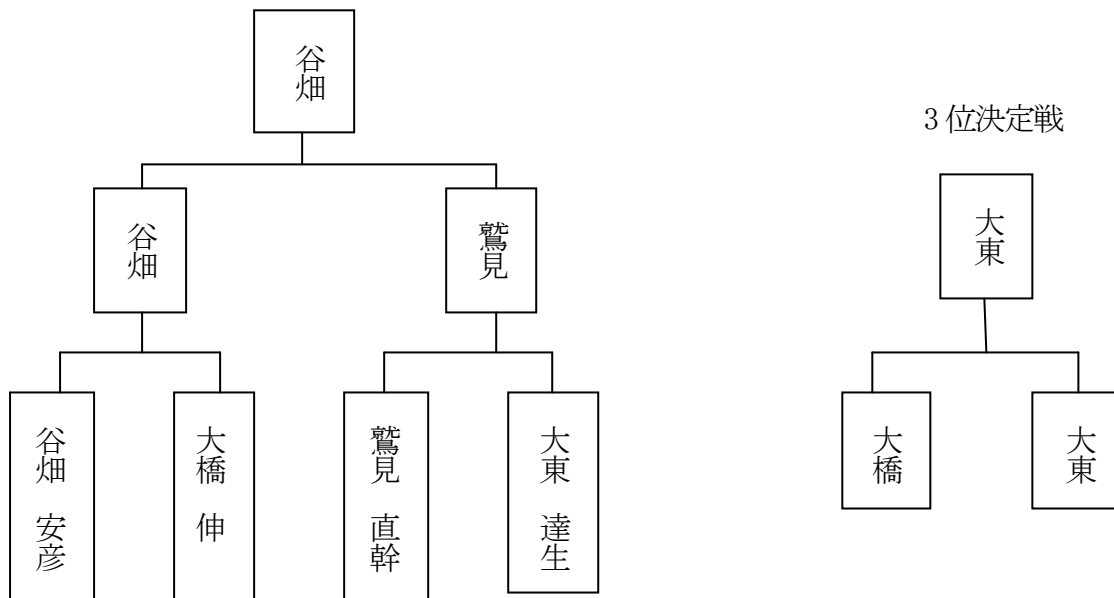 谷畑
3 位決定戦
谷畑
鷲見
大東
谷畑 安彦
大橋 伸
鷲見 直幹
大東 達生
大橋
大東